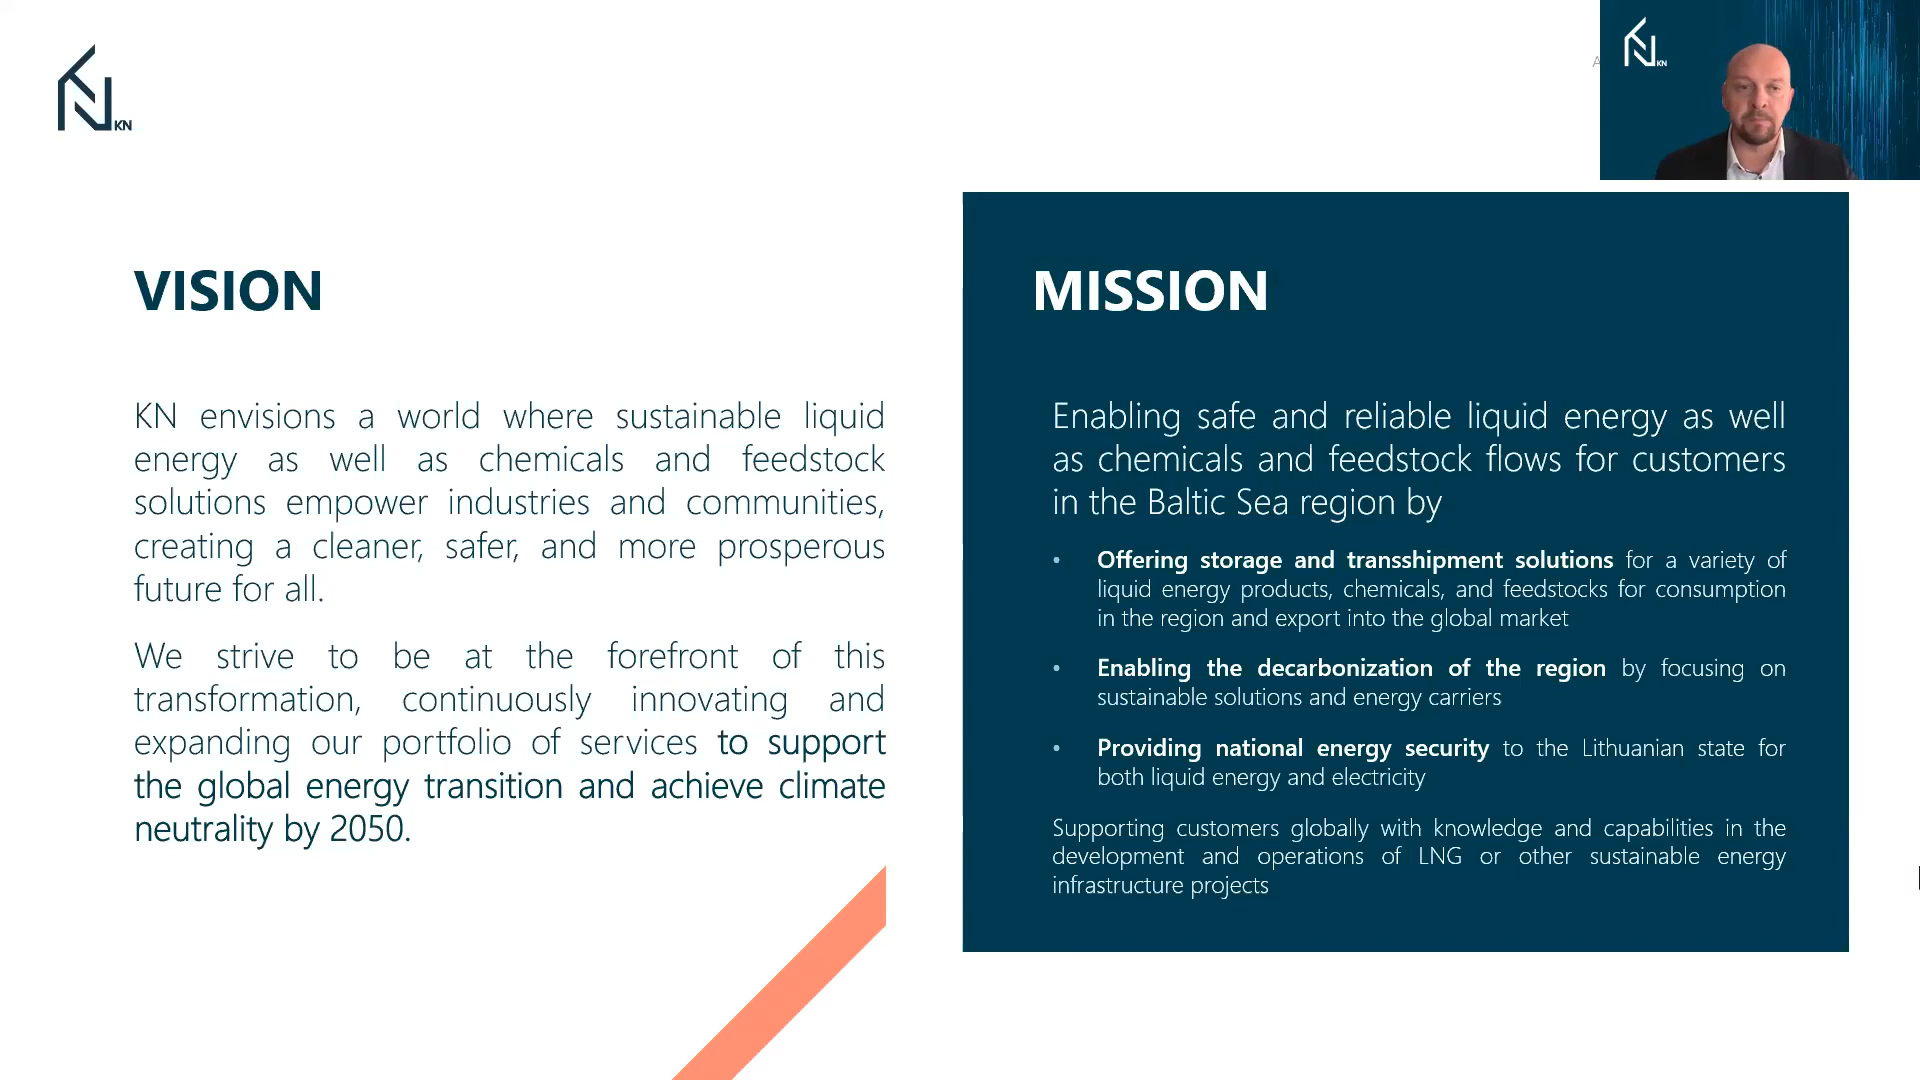 KN
A
KN
VISION
KN envisions a world where sustainable liquid
energy as well as chemicals and feedstock
solutions empower industries and communities,
creating a cleaner, safer, and more prosperous
future for all.
We strive to be at the forefront of this
transformation, continuously innovating and
expanding our portfolio of services to support
the global energy transition and achieve climate
neutrality by 2050.
MISSION
Enabling safe and reliable liquid energy as well
as chemicals and feedstock flows for customers
in the Baltic Sea region by
• Offering storage and transshipment solutions for a variety of
liquid energy products, chemicals, and feedstocks for consumption
in the region and export into the global market
• Enabling the decarbonization of the region by focusing on
sustainable solutions and energy carriers
• Providing national energy security to the Lithuanian state for
both liquid energy and electricity
Supporting customers globally with knowledge and capabilities in the
development and operations of LNG or other sustainable energy
infrastructure projects